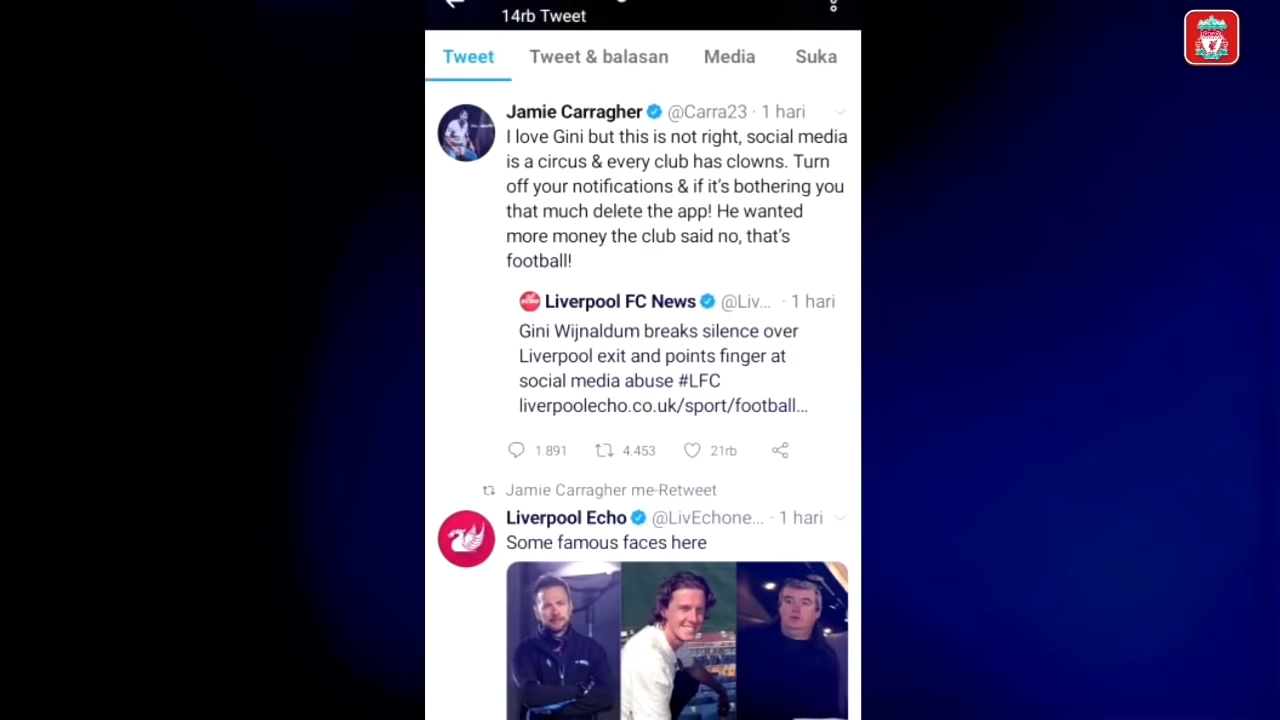 14rb Tweet
Tweet Tweet & balasan Media Suka
Jamie Carragher @Carra23 · 1 hari
I love Gini but this is not right, social media
is a circus & every club has clowns. Turn
off your notifications & if it's bothering you
that much delete the app! He wanted
more money the club said no, that's
football!
Liverpool FC News @Liv... · 1 hari
Gini Wijnaldum breaks silence over
Liverpool exit and points finger at
social media abuse #LFC
liverpoolecho.co.uk/sport/football...
1.891 4.453 21rb
Jamie Carragher me-Retweet
Liverpool Echo @LivEchone... · 1 hari
Some famous faces here